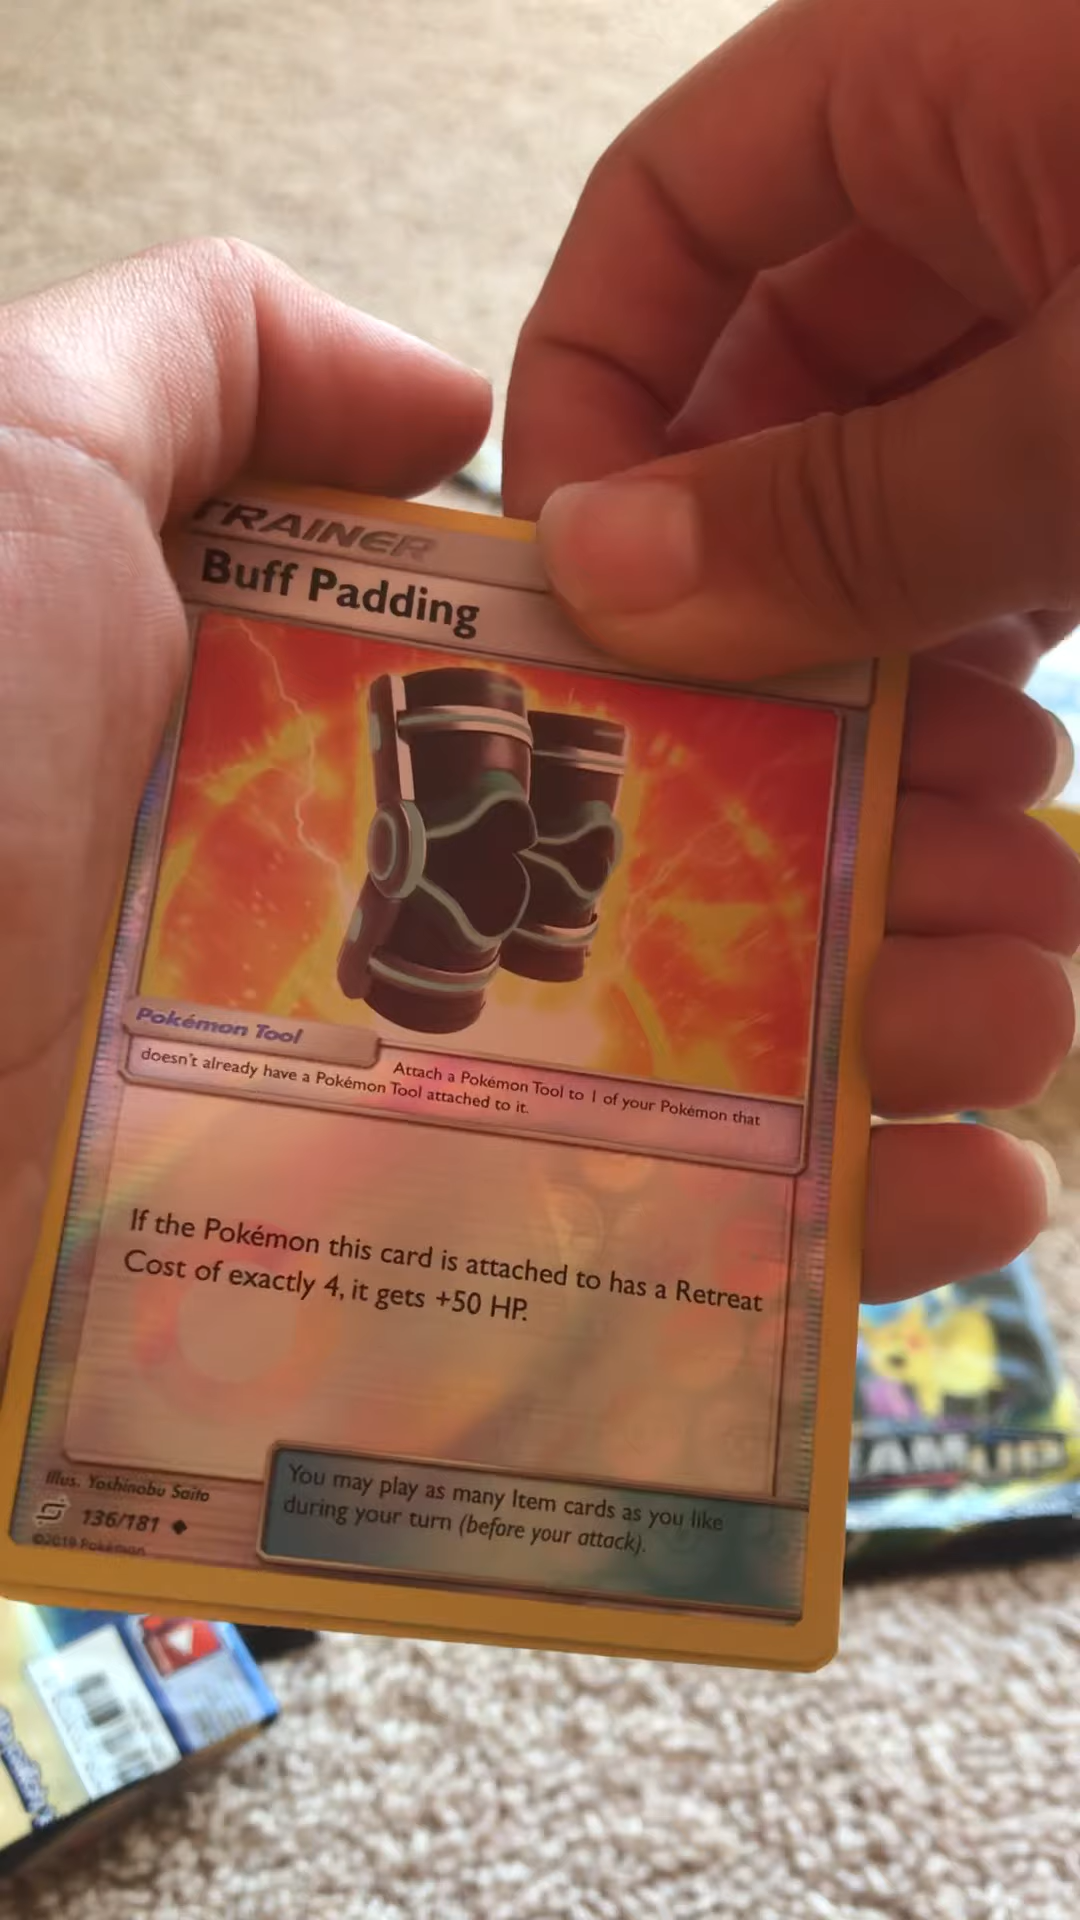 TRAINER
Buff Padding
Pokémon Tool
Attach a Pokémon Tool to 1 of your Pokémon that
doesn't already have a Pokémon Tool attached to it.
If the Pokémon this card is attached to has a Retreat
Cost of exactly 4, it gets +50 HP.
You may play as many Item cards as you like
during your turn (before your attack).
Illus. Yoshinobu Saito
136/181
©2019 Pokémon
EAM UP